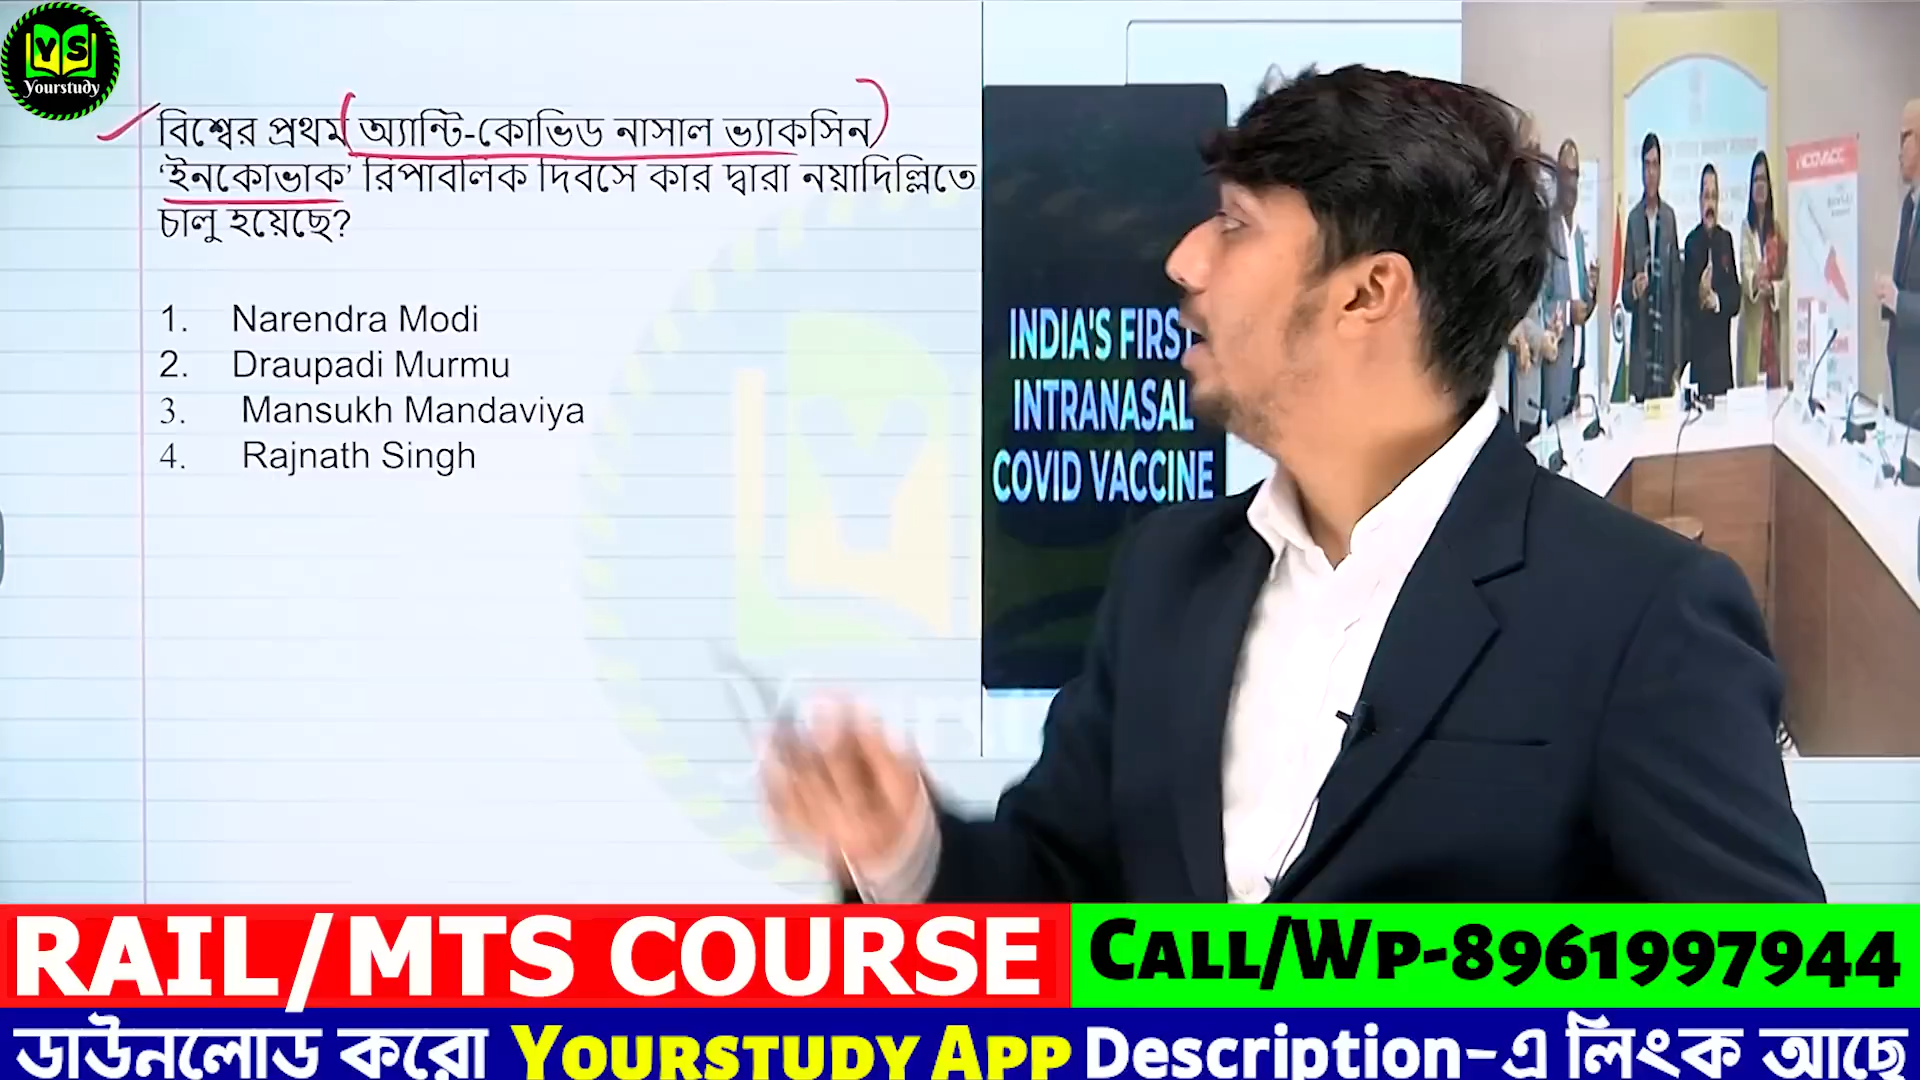 YS
Yourstudy
বিশ্বের প্রথম অ্যান্টি-কোভিড নাসাল ভ্যাকসিন
‘ইনকোভাক’ রিপাবলিক দিবসে কার দ্বারা নয়াদিল্লিতে
চালু হয়েছে?
1. Narendra Modi
2. Draupadi Murmu
3. Mansukh Mandaviya
4. Rajnath Singh
INDIA'S FIRST
INTRANASAL
COVID VACCINE
RAIL/MTS COURSE
CALL/WP-8961997944
ডাউনলোড করো YOURSTUDY APP Description-এ লিংক আছে